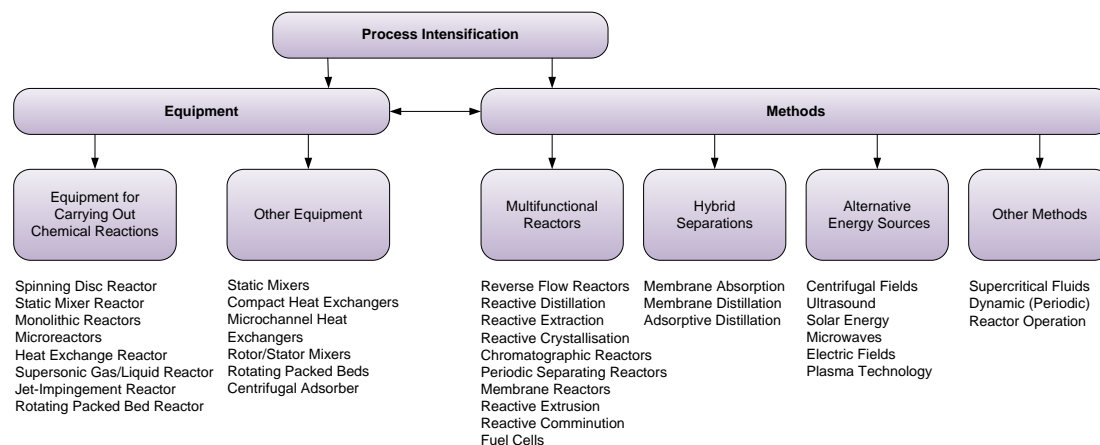 Process Intensification
Equipment
Methods
Equipment for
Carrying Out
Chemical Reactions
Other Equipment
Multifunctional
Reactors
Hybrid
Separations
Alternative
Energy Sources
Other Methods
Spinning Disc Reactor
Static Mixer Reactor
Monolithic Reactors
Microreactors
Heat Exchange Reactor
Supersonic Gas/Liquid Reactor
Jet-Impingement Reactor
Rotating Packed Bed Reactor
Static Mixers
Compact Heat Exchangers
Microchannel Heat
Exchangers
Rotor/Stator Mixers
Rotating Packed Beds
Centrifugal Adsorber
Reverse Flow Reactors
Reactive Distillation
Reactive Extraction
Reactive Crystallisation
Chromatographic Reactors
Periodic Separating Reactors
Membrane Reactors
Reactive Extrusion
Reactive Comminution
Fuel Cells
Membrane Absorption
Membrane Distillation
Adsorptive Distillation
Centrifugal Fields
Ultrasound
Solar Energy
Microwaves
Electric Fields
Plasma Technology
Supercritical Fluids
Dynamic (Periodic)
Reactor Operation